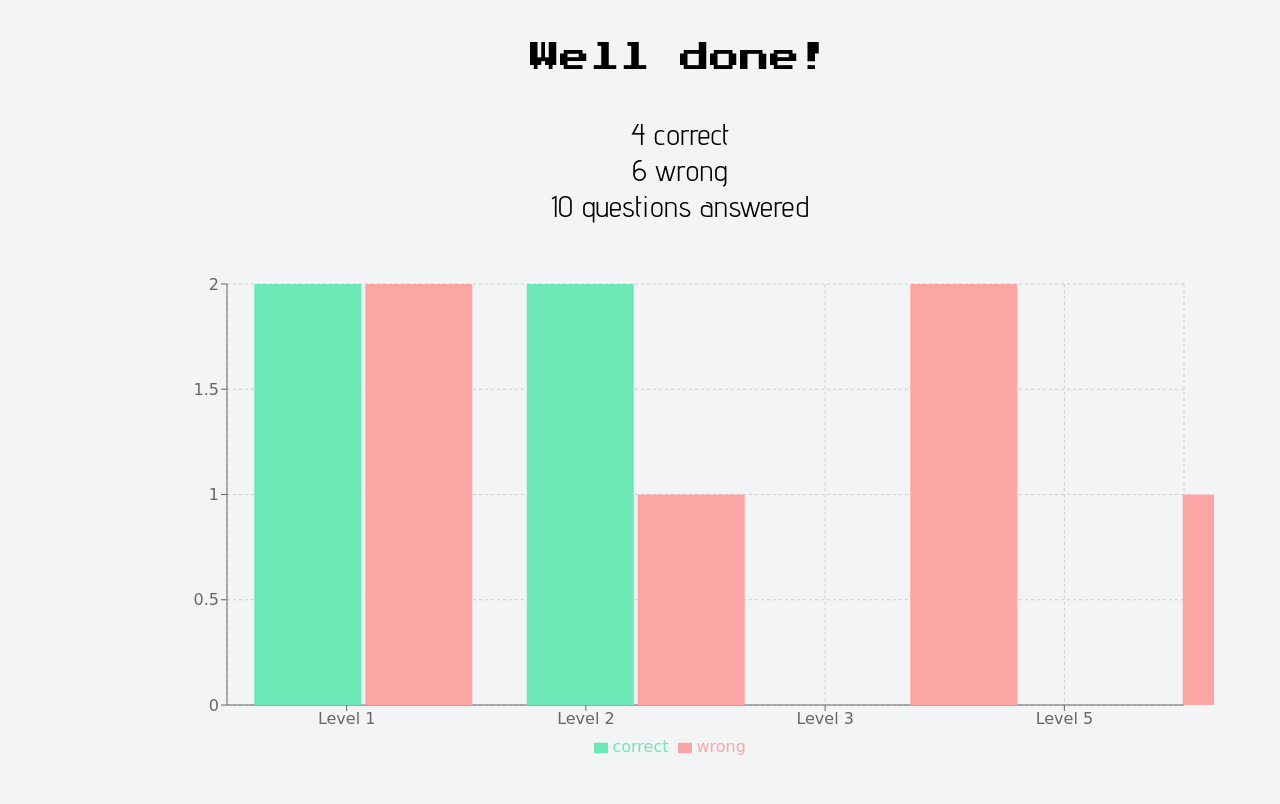 Well done!
4 correct
6 wrong
10 questions answered
2
1.5
1
0.5
0
Level 1 Level 2 Level 3 Level 5
correct wrong